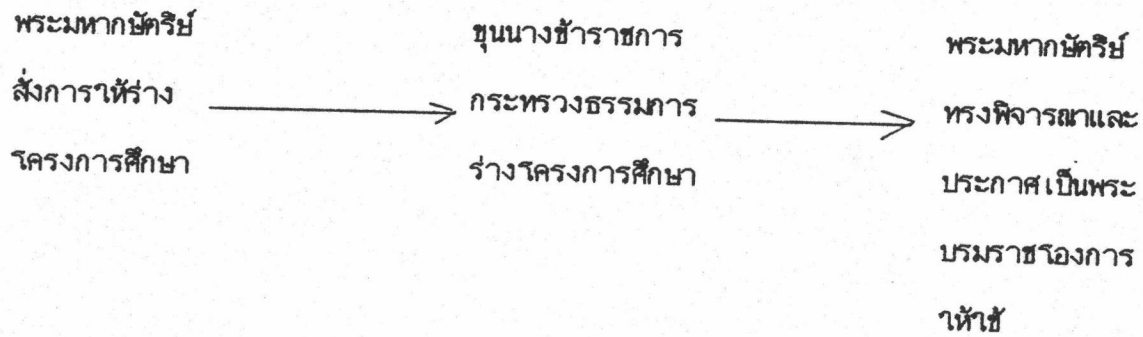 พระมหากษัตริย์
สั่งการให้ร่าง
โครงการศึกษา
ขุนนางข้าราชการ
กระทรวงธรรมการ
ร่างโครงการศึกษา
พระมหากษัตริย์
ทรงพิจารณาและ
ประกาศเป็นพระ
บรมราชโองการ
ให้ใช้